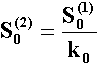 S₀⁽²⁾ = S₀⁽¹⁾ / k₀